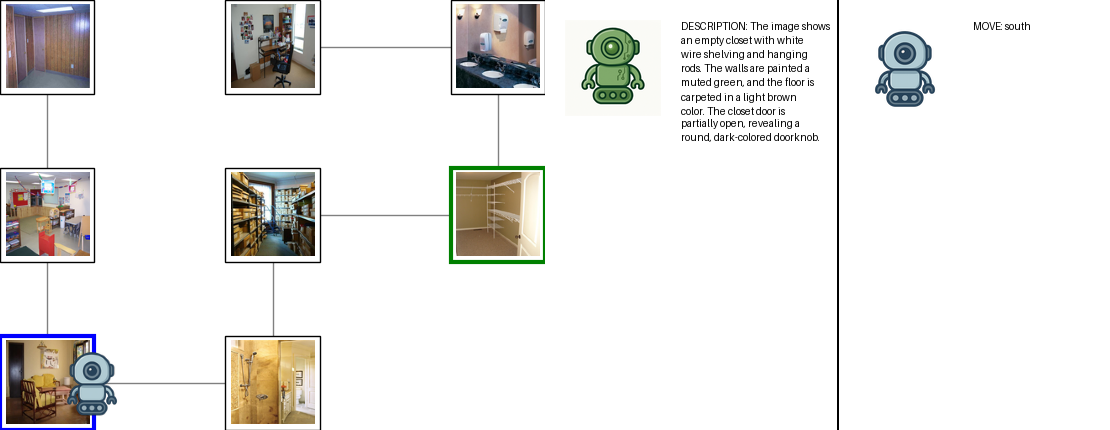 DESCRIPTION: The image shows
an empty closet with white
wire shelving and hanging
rods. The walls are painted a
muted green, and the floor is
carpeted in a light brown
color. The closet door is
partially open, revealing a
round, dark-colored doorknob.
MOVE: south